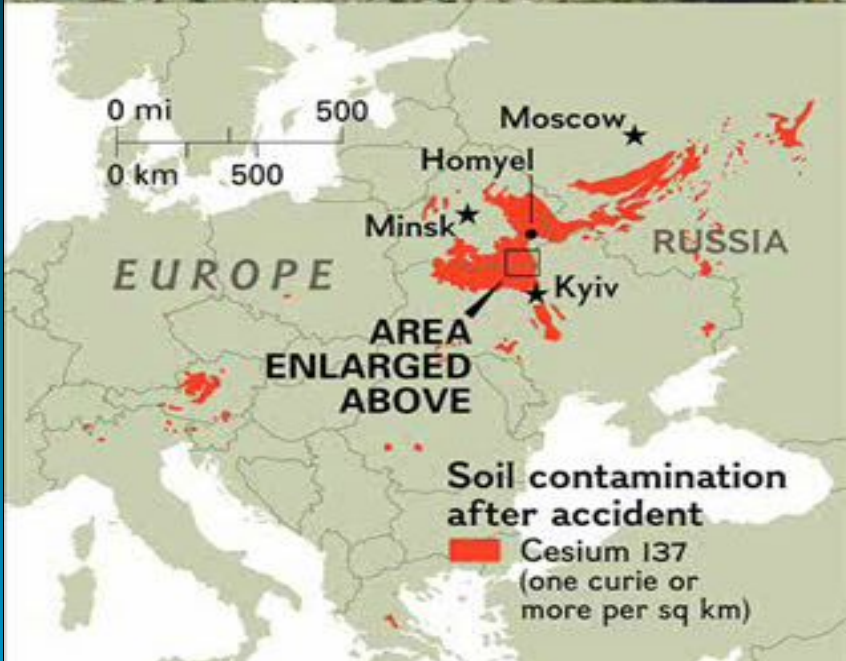 0 mi 500
0 km 500
Moscow
Homyel
Minsk
RUSSIA
EUROPE
Kyiv
AREA
ENLARGED
ABOVE
Soil contamination
after accident
Cesium 137
(one curie or
more per sq km)